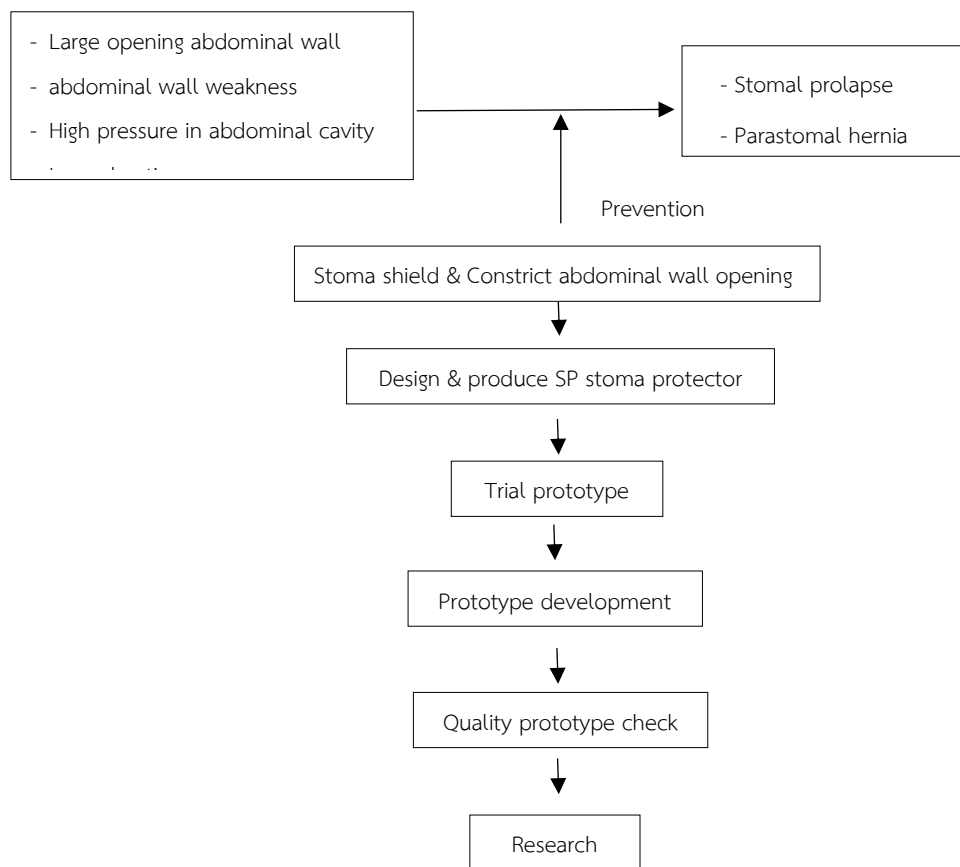 - Large opening abdominal wall
- abdominal wall weakness
- High pressure in abdominal cavity
- Stomal prolapse
- Parastomal hernia
Prevention
Stoma shield & Constrict abdominal wall opening
Design & produce SP stoma protector
Trial prototype
Prototype development
Quality prototype check
Research